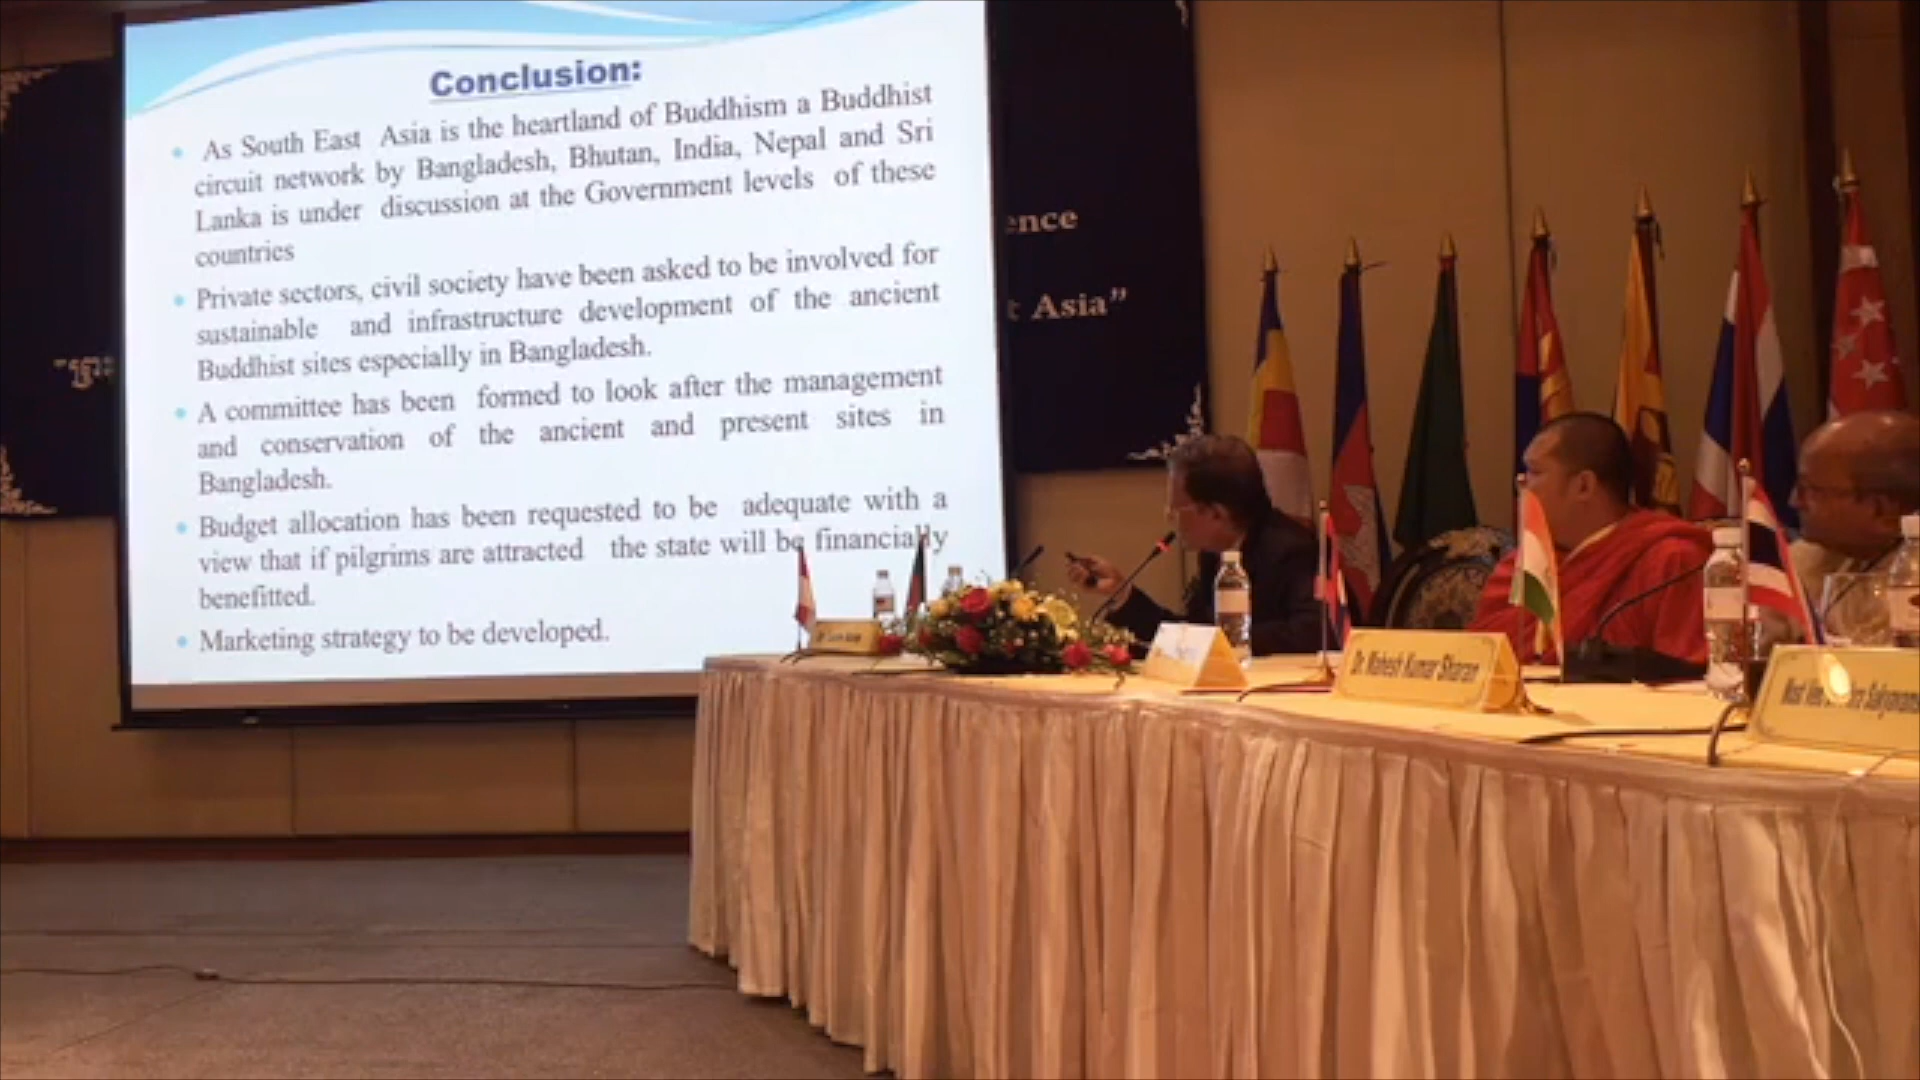 Conclusion:
As South East Asia is the heartland of Buddhism a Buddhist
circuit network by Bangladesh, Bhutan, India, Nepal and Sri
Lanka is under discussion at the Government levels of these
countries
Private sectors, civil society have been asked to be involved for
sustainable and infrastructure development of the ancient
Buddhist sites especially in Bangladesh.
A committee has been formed to look after the management
and conservation of the ancient and present sites in
Bangladesh.
Budget allocation has been requested to be adequate with a
view that if pilgrims are attracted the state will be financially
benefitted.
Marketing strategy to be developed.
Asia”
Dr. Mahesh Kumar Sharan
Most Ven